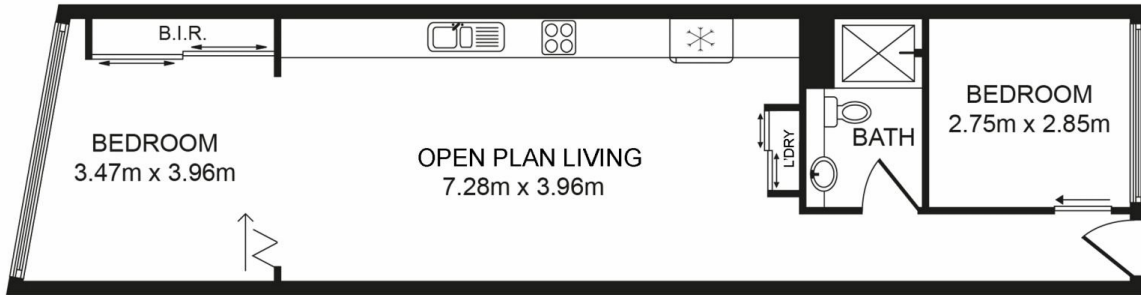 B.I.R.
BEDROOM
3.47m x 3.96m
OPEN PLAN LIVING
7.28m x 3.96m
L'DRY
BATH
BEDROOM
2.75m x 2.85m